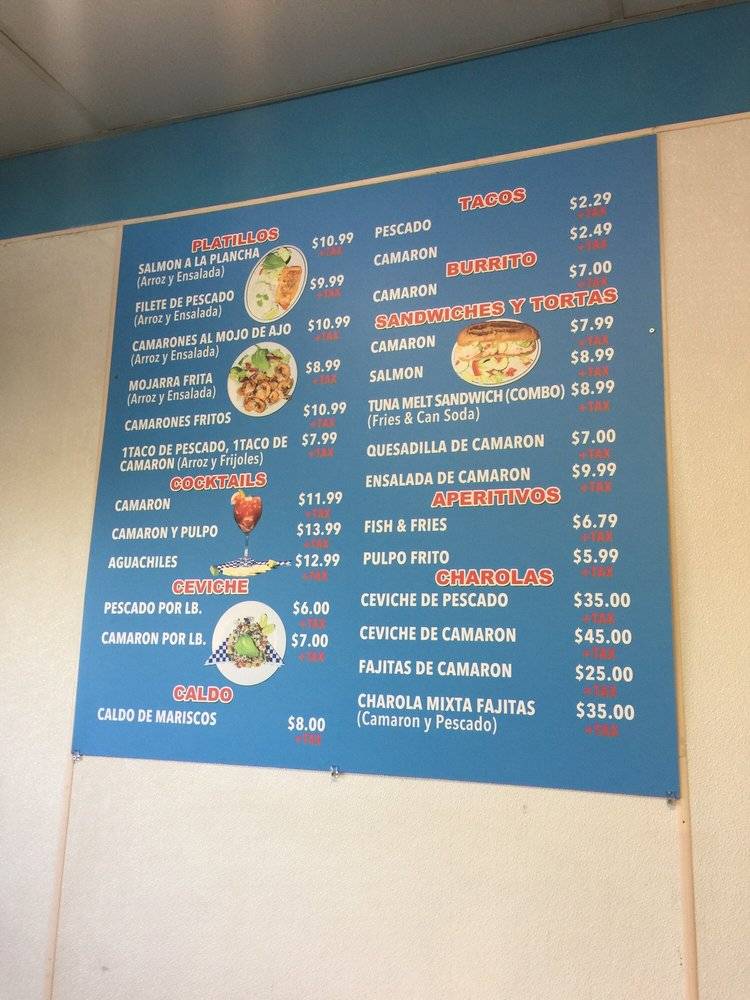 PLATILLOS
SALMON A LA PLANCHA $10.99
(Arroz y Ensalada) +TAX
FILETE DE PESCADO $9.99
(Arroz y Ensalada) +TAX
CAMARONES AL MOJO DE AJO $10.99
(Arroz y Ensalada) +TAX
MOJARRA FRITA $8.99
(Arroz y Ensalada) +TAX
CAMARONES FRITOS $10.99
+TAX
1TACO DE PESCADO, 1TACO DE $7.99
CAMARON (Arroz y Frijoles) +TAX
COCKTAILS
CAMARON $11.99
+TAX
CAMARON Y PULPO $13.99
+TAX
AGUACHILES $12.99
+TAX
CEVICHE
PESCADO POR LB. $6.00
+TAX
CAMARON POR LB. $7.00
+TAX
CALDO
CALDO DE MARISCOS $8.00
+TAX
TACOS
PESCADO $2.29
+TAX
CAMARON $2.49
+TAX
BURRITO
CAMARON $7.00
+TAX
SANDWICHES Y TORTAS
CAMARON $7.99
+TAX
SALMON $8.99
+TAX
TUNA MELT SANDWICH (COMBO) $8.99
(Fries & Can Soda) +TAX
QUESADILLA DE CAMARON $7.00
+TAX
ENSALADA DE CAMARON $9.99
+TAX
APERITIVOS
FISH & FRIES $6.79
+TAX
PULPO FRITO $5.99
+TAX
CHAROLAS
CEVICHE DE PESCADO $35.00
+TAX
CEVICHE DE CAMARON $45.00
+TAX
FAJITAS DE CAMARON $25.00
+TAX
CHAROLA MIXTA FAJITAS $35.00
(Camaron y Pescado) +TAX